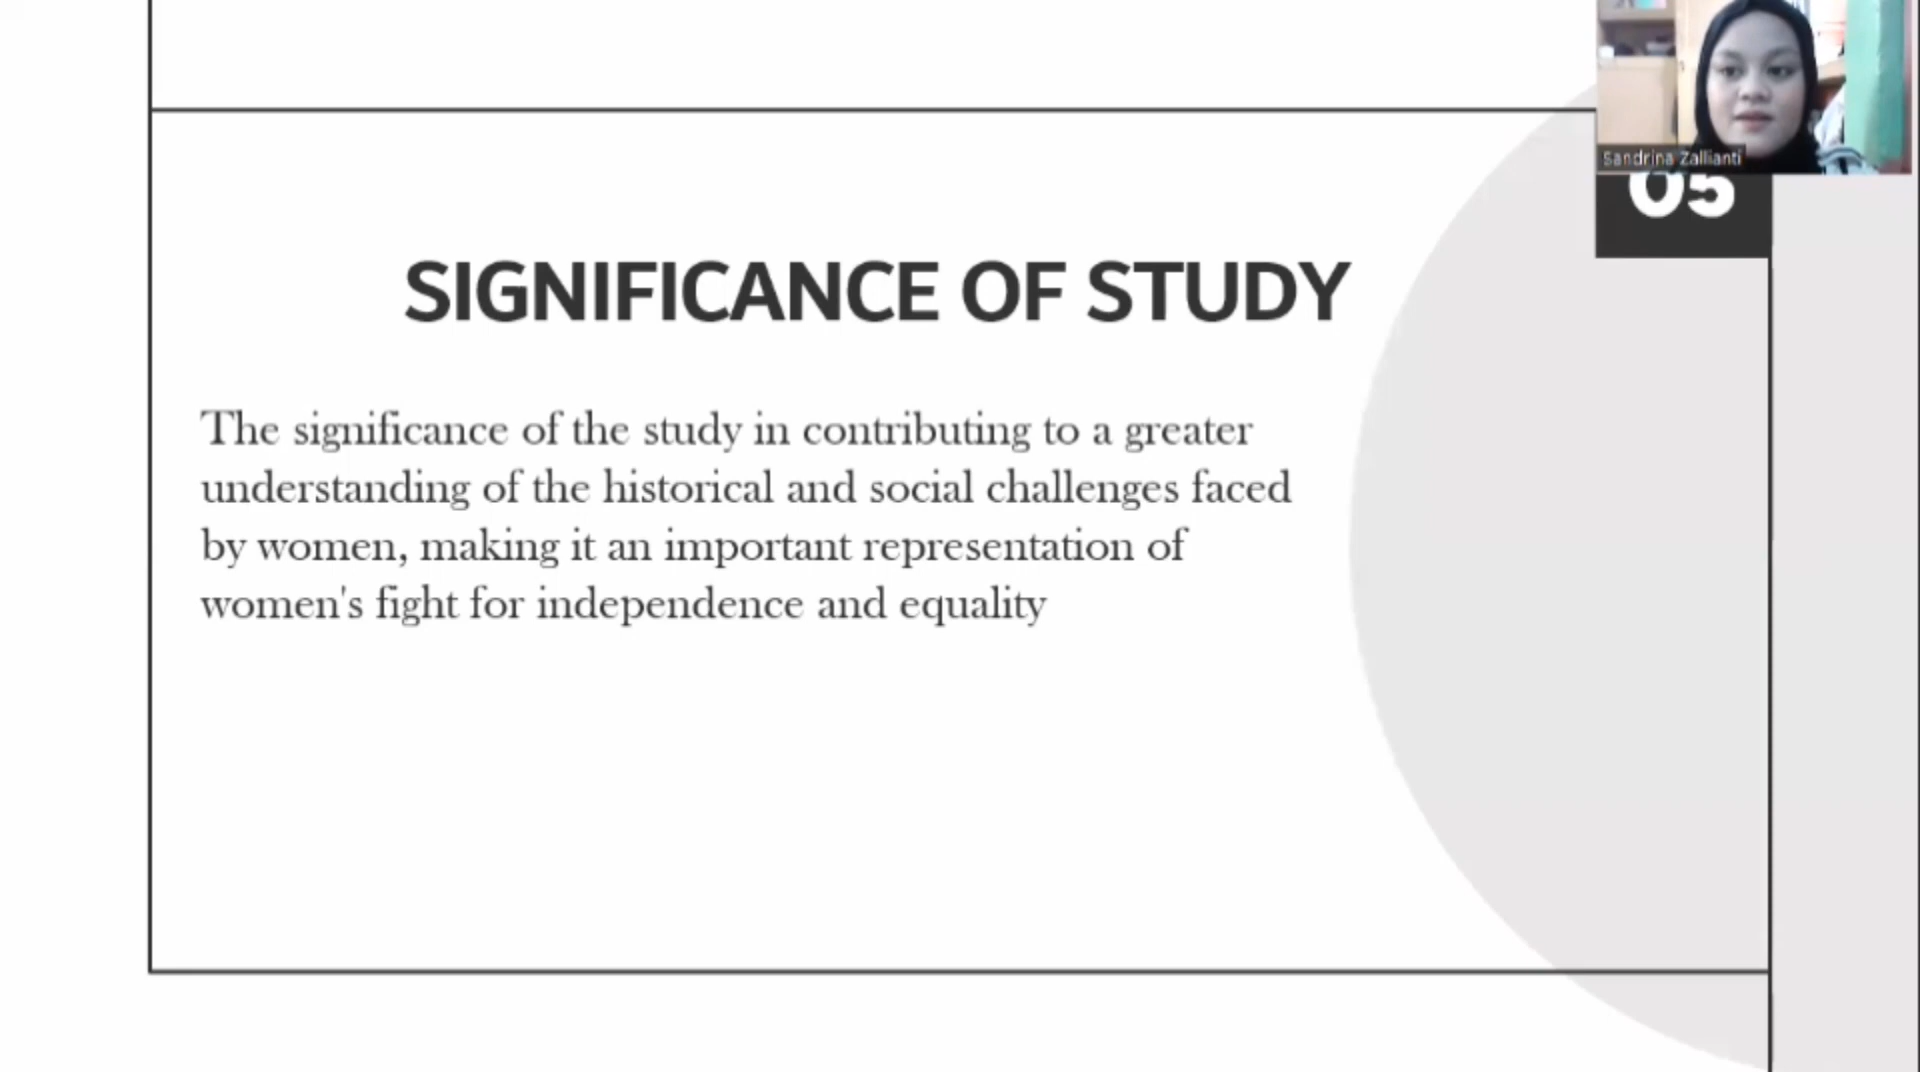 Sandrina Zallianti
05
SIGNIFICANCE OF STUDY
The significance of the study in contributing to a greater
understanding of the historical and social challenges faced
by women, making it an important representation of
women's fight for independence and equality